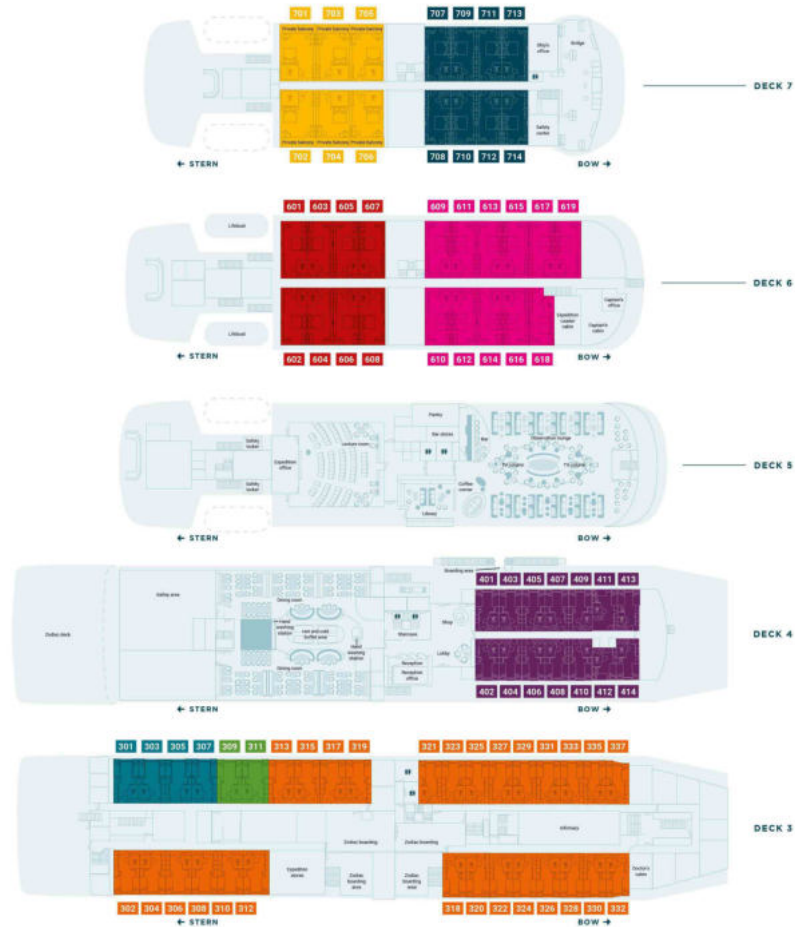 701 703 705 707 709 711 713
Private balcony Private balcony Private balcony
Ship's office
Bridge
DECK 7
Safety center
Private balcony Private balcony Private balcony
702 704 706 708 710 712 714
← STERN BOW →
601 603 605 607 609 611 613 615 617 619
Lifeboat
DECK 6
Expedition Leader cabin
Captain's office
Captain's cabin
Lifeboat
602 604 606 608 610 612 614 616 618
← STERN BOW →
Pantry
Bar stores
Lecture room
Bar
Observation lounge
Safety locker
Expedition office
TV column TV column
DECK 5
Safety locker
Coffee corner
Library
← STERN BOW →
Boarding area
401 403 405 407 409 411 413
Galley area
Dining room
Shop
Hand washing station
Hot and cold buffet area
Zodiac deck
DECK 4
Hand washing station
Lobby
Reception
Reception office
Dining room
402 404 406 408 410 412 414
← STERN BOW →
301 303 305 307 309 311 313 315 317 319 321 323 325 327 329 331 333 335 337
Zodiac boarding Zodiac boarding
Infirmary
DECK 3
Expedition stores
Zodiac boarding area
Zodiac boarding area
Doctor's cabin
302 304 306 308 310 312 318 320 322 324 326 328 330 332
← STERN BOW →